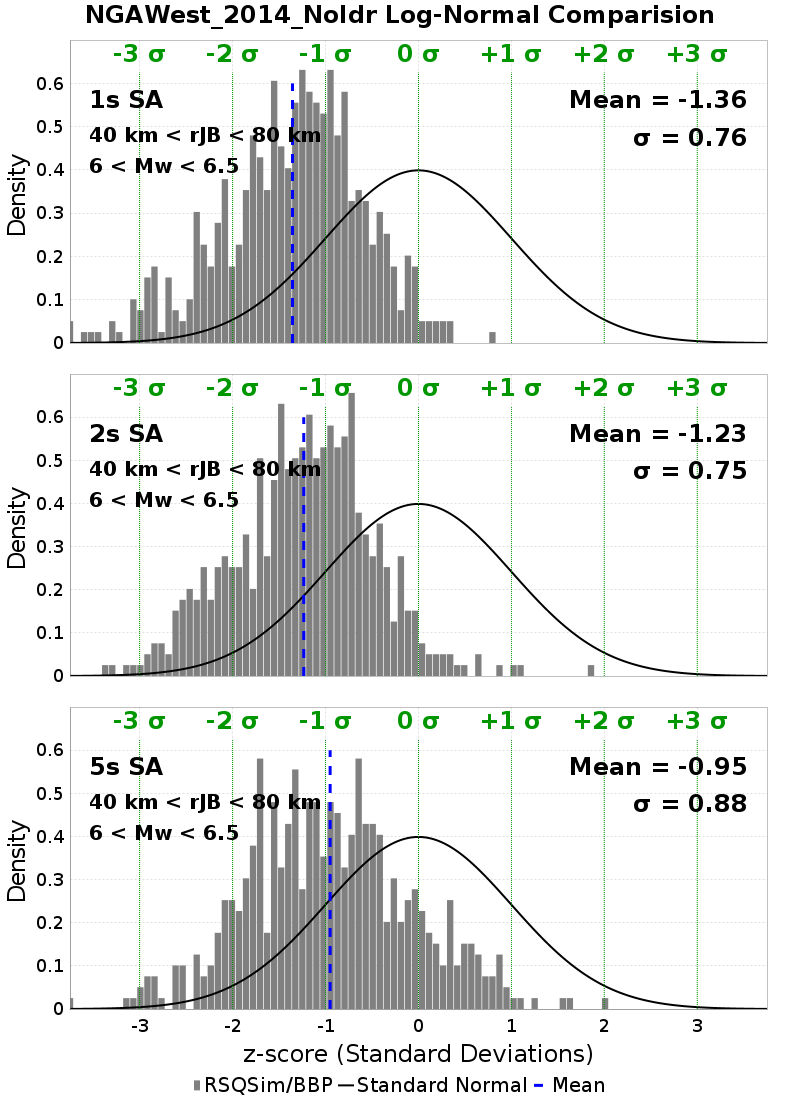 NGAWest_2014_NoIdr Log-Normal Comparision
-3 σ -2 σ -1 σ 0 σ +1 σ +2 σ +3 σ
0.6
1s SA Mean = -1.36
0.5
40 km < rJB < 80 km σ = 0.76
6 < Mw < 6.5
0.4
Density
0.3
0.2
0.1
0
-3 σ -2 σ -1 σ 0 σ +1 σ +2 σ +3 σ
0.6
2s SA Mean = -1.23
0.5
40 km < rJB < 80 km σ = 0.75
6 < Mw < 6.5
0.4
Density
0.3
0.2
0.1
0
-3 σ -2 σ -1 σ 0 σ +1 σ +2 σ +3 σ
0.6
5s SA Mean = -0.95
0.5
40 km < rJB < 80 km σ = 0.88
6 < Mw < 6.5
0.4
Density
0.3
0.2
0.1
0
-3 -2 -1 0 1 2 3
z-score (Standard Deviations)
RSQSim/BBP Standard Normal Mean